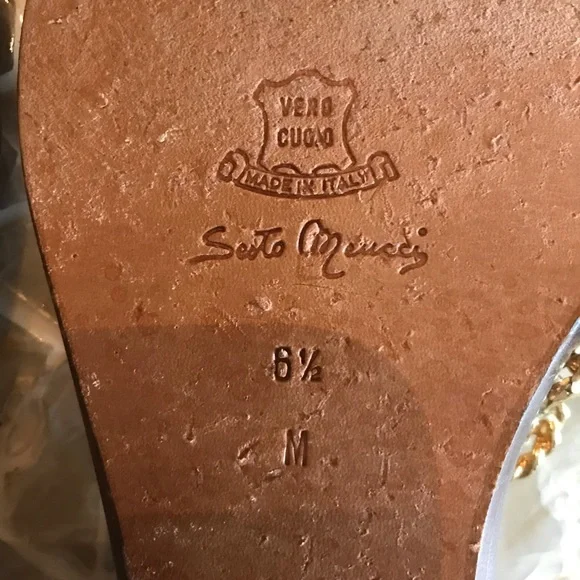 VERO
CUOIO
MADE IN ITALY
Sesto Meucci
6½
M